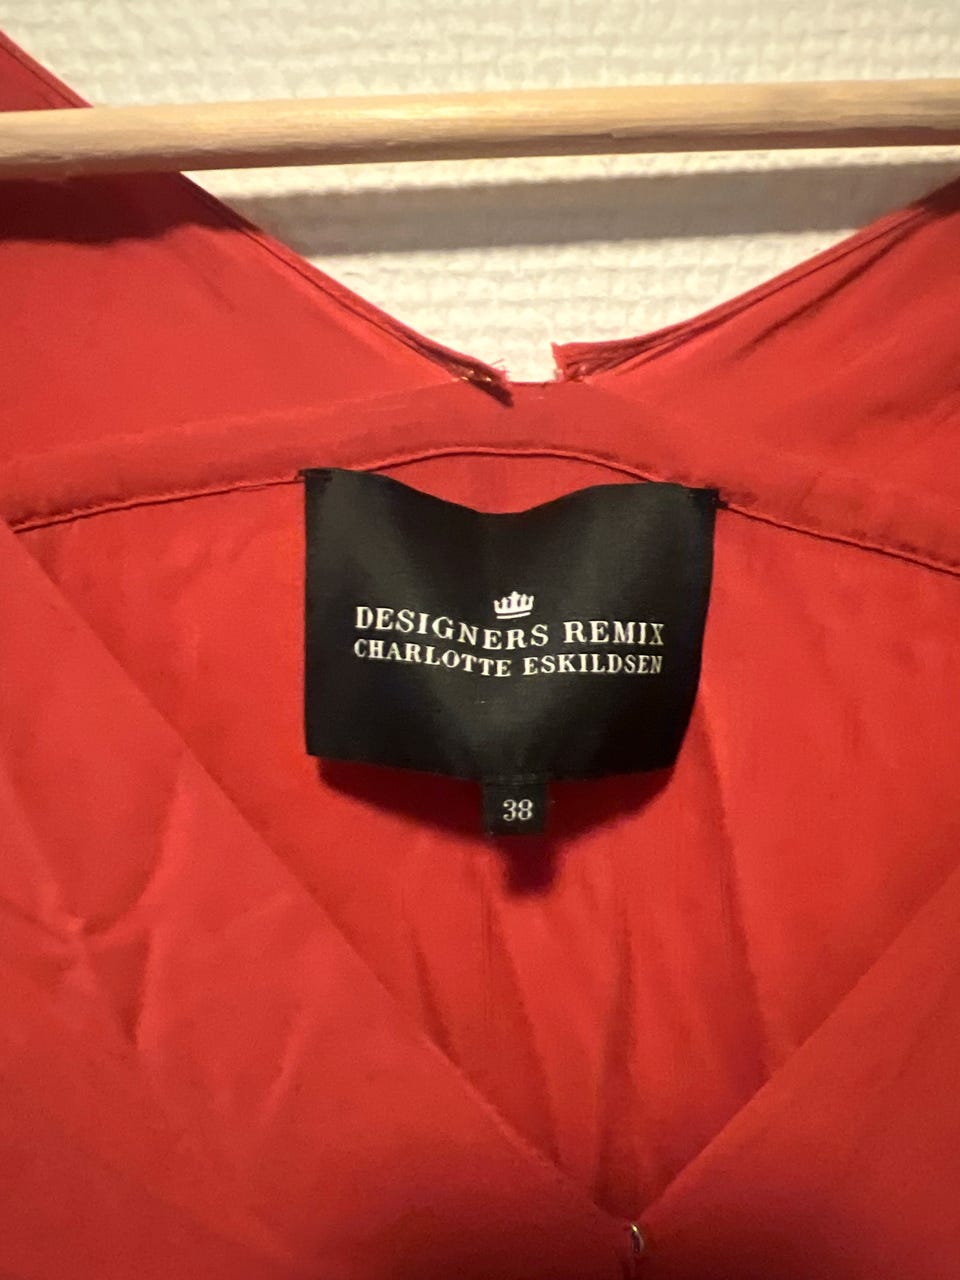 DESIGNERS REMIX
CHARLOTTE ESKILDSEN
38